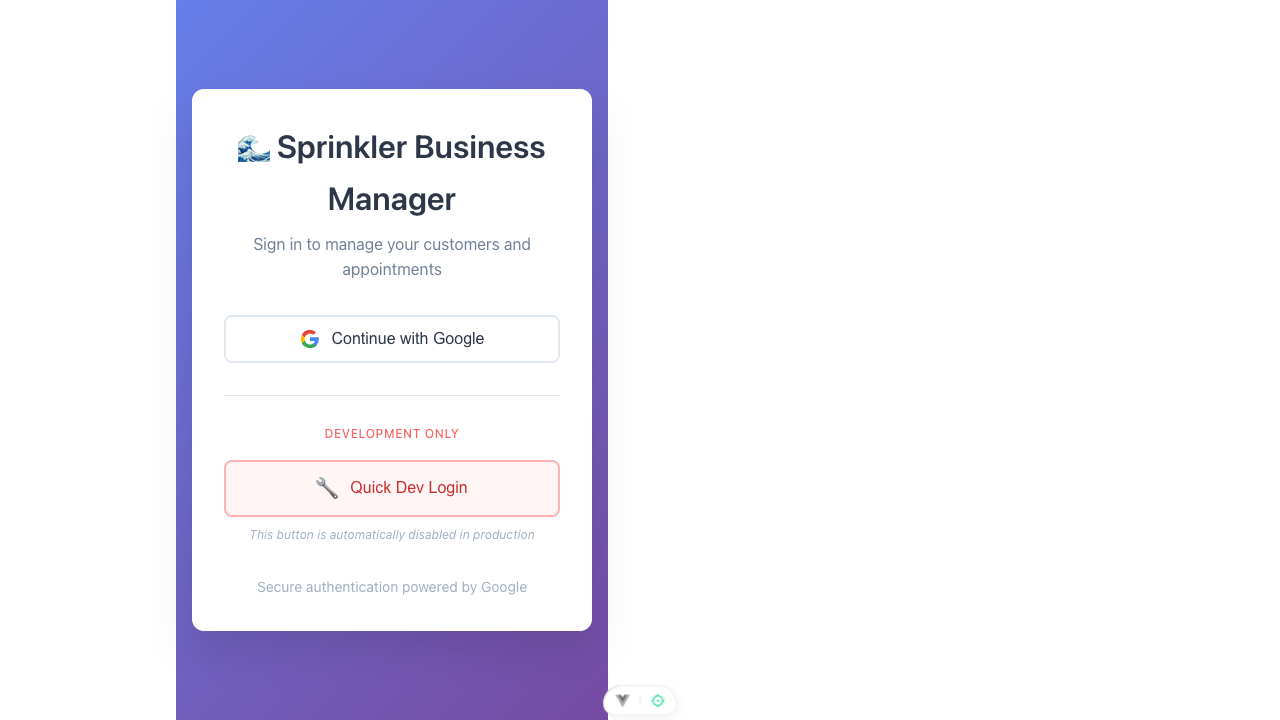 🌊 Sprinkler Business
Manager
Sign in to manage your customers and
appointments
Continue with Google
DEVELOPMENT ONLY
🔧 Quick Dev Login
This button is automatically disabled in production
Secure authentication powered by Google